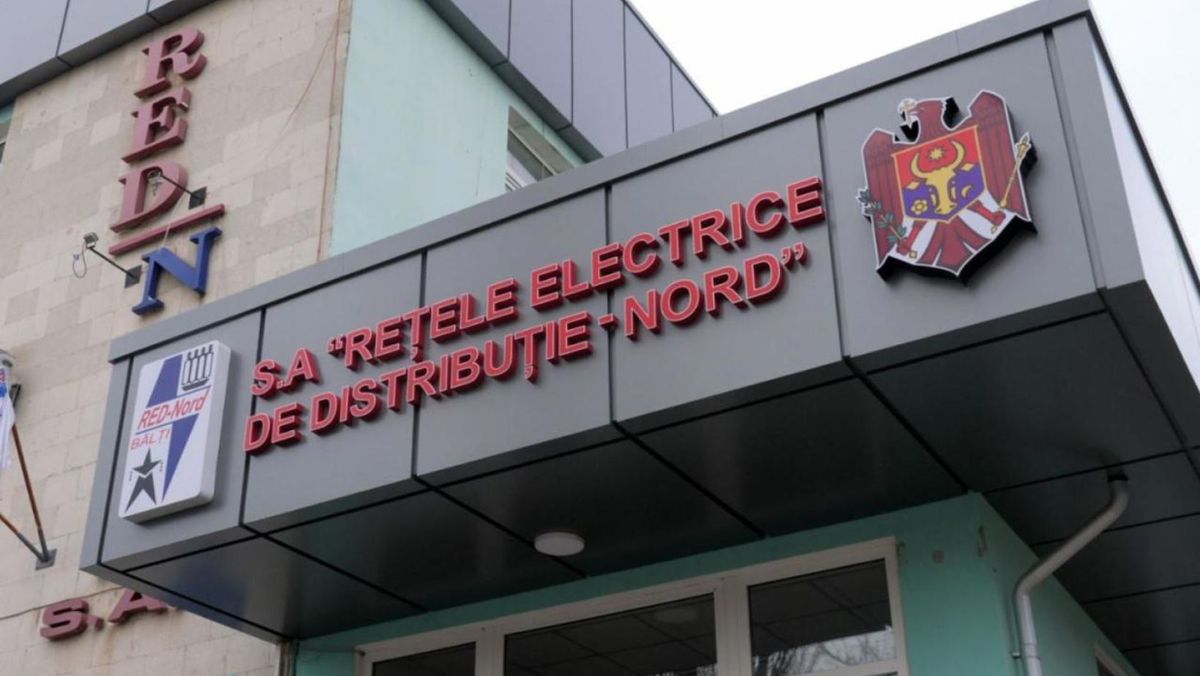 RED
N
S.A "REȚELE ELECTRICE
DE DISTRIBUȚIE - NORD"
RED-Nord
BĂLȚI
S.A.